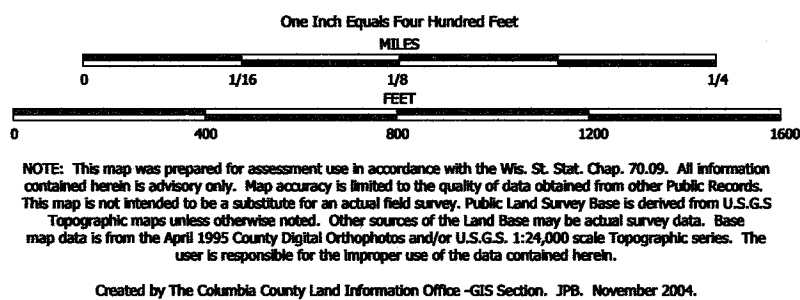 One Inch Equals Four Hundred Feet
MILES
0 1/16 1/8 1/4
FEET
0 400 800 1200 1600
NOTE: This map was prepared for assessment use in accordance with the Wis. St. Stat. Chap. 70.09. All information
contained herein is advisory only. Map accuracy is limited to the quality of data obtained from other Public Records.
This map is not intended to be a substitute for an actual field survey. Public Land Survey Base is derived from U.S.G.S
Topographic maps unless otherwise noted. Other sources of the Land Base may be actual survey data. Base
map data is from the April 1995 County Digital Orthophotos and/or U.S.G.S. 1:24,000 scale Topographic series. The
user is responsible for the improper use of the data contained herein.
Created by The Columbia County Land Information Office -GIS Section. JPB. November 2004.